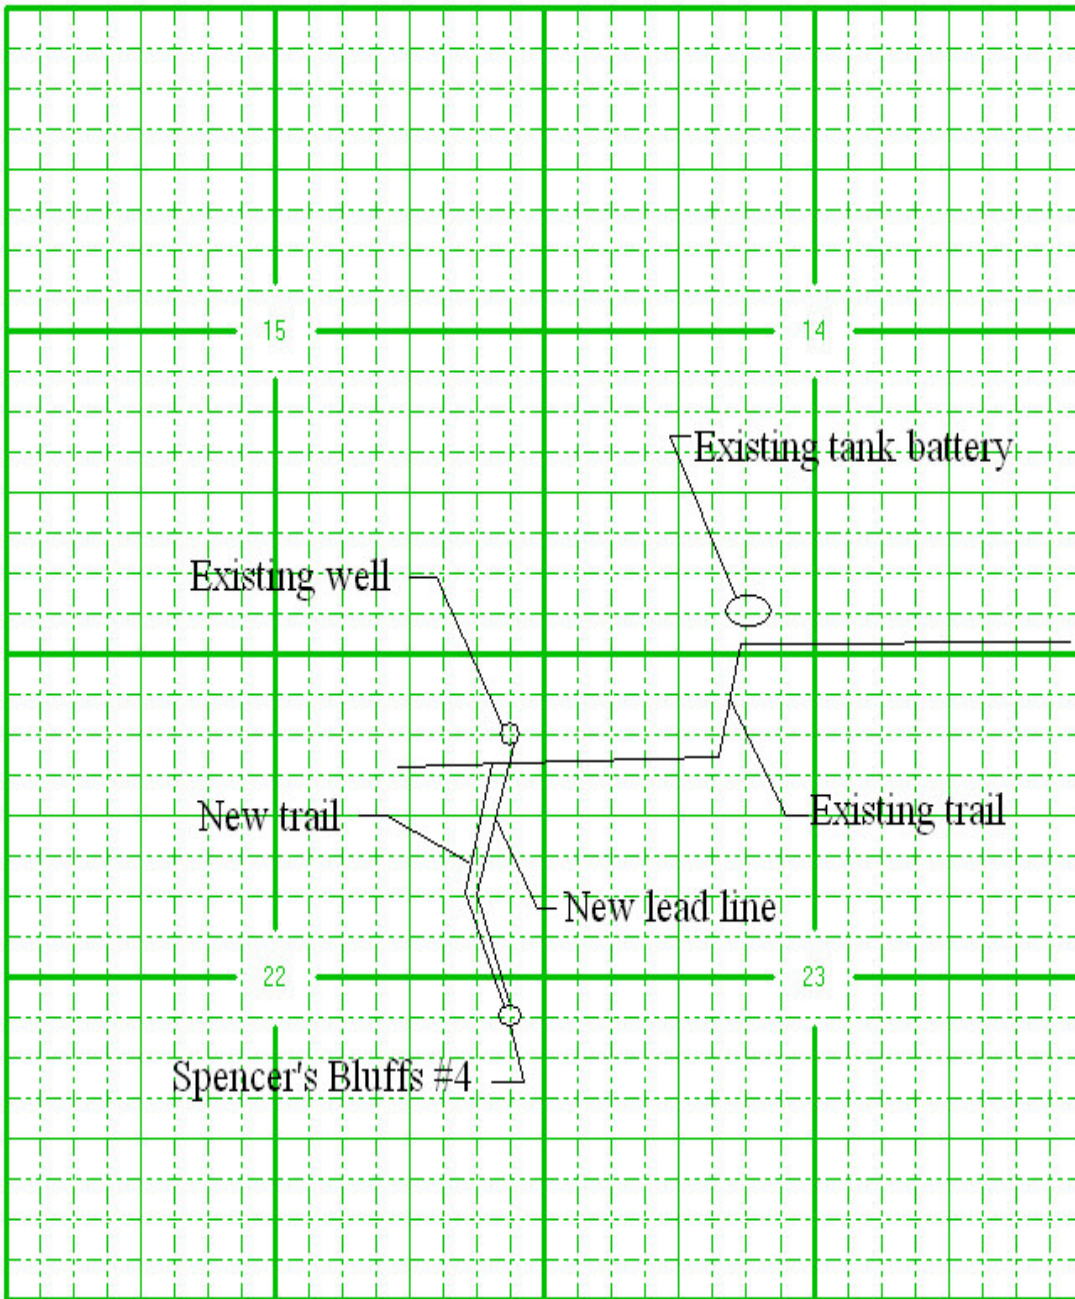 15
14
Existing tank battery
Existing well
New trail
Existing trail
New lead line
22
23
Spencer's Bluffs #4